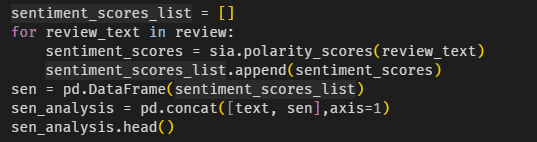 sentiment_scores_list = []
for review_text in review:
    sentiment_scores = sia.polarity_scores(review_text)
    sentiment_scores_list.append(sentiment_scores)
sen = pd.DataFrame(sentiment_scores_list)
sen_analysis = pd.concat([text, sen],axis=1)
sen_analysis.head()